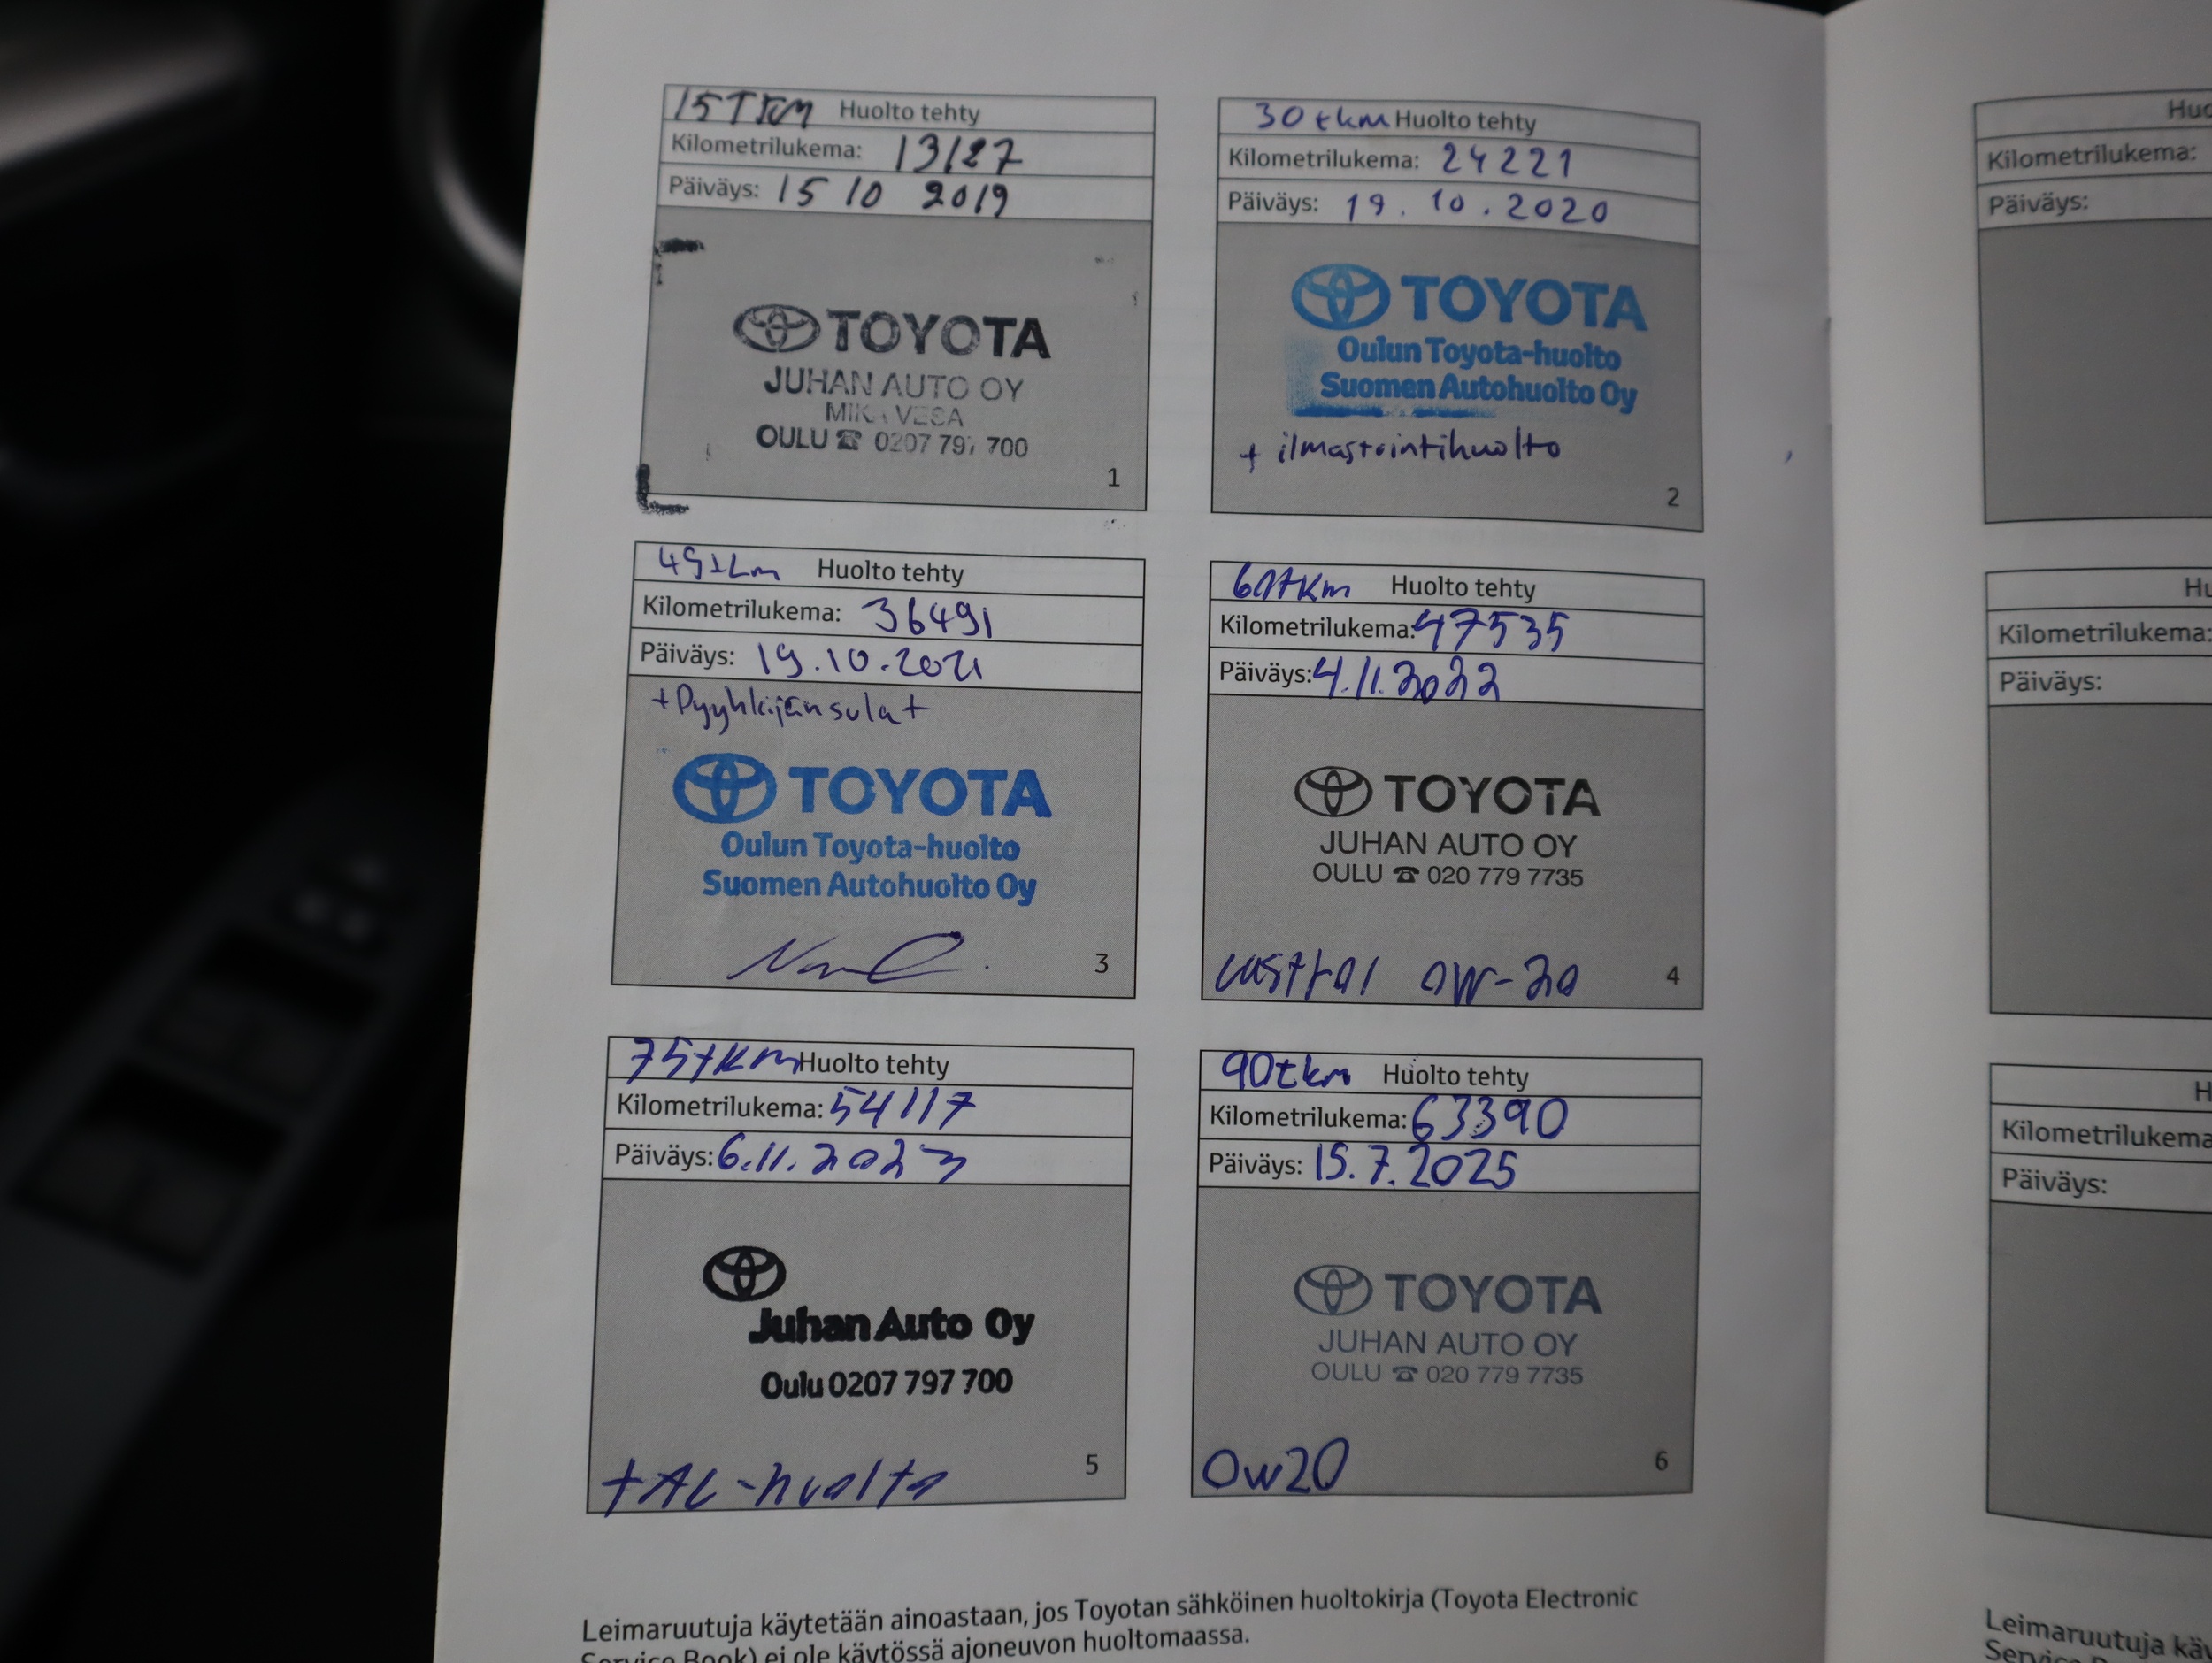 15TKM Huolto tehty
Kilometrilukema: 13127
Päiväys: 15 10 2019
TOYOTA
JUHAN AUTO OY
MIKA VESA
OULU ☎ 0207 797 700
1
30 tkm Huolto tehty
Kilometrilukema: 24221
Päiväys: 19.10.2020
TOYOTA
Oulun Toyota-huolto
Suomen Autohuolto Oy
+ ilmastointihuolto
2
45tkm Huolto tehty
Kilometrilukema: 36491
Päiväys: 19.10.2021
+Pyyhkijänsulat
TOYOTA
Oulun Toyota-huolto
Suomen Autohuolto Oy
3
60tkm Huolto tehty
Kilometrilukema: 47535
Päiväys: 4.11.2022
TOYOTA
JUHAN AUTO OY
OULU ☎ 020 779 7735
castrol 0W-20
4
75tkm Huolto tehty
Kilometrilukema: 54117
Päiväys: 6.11.2023
Juhan Auto Oy
Oulu 0207 797 700
+AC-huolto
5
90tkm Huolto tehty
Kilometrilukema: 63390
Päiväys: 15.7.2025
TOYOTA
JUHAN AUTO OY
OULU ☎ 020 779 7735
0w20
6
Leimaruutuja käytetään ainoastaan, jos Toyotan sähköinen huoltokirja (Toyota Electronic
Service Book) ei ole käytössä ajoneuvon huoltomaassa.
Kilometrilukema:
Päiväys:
Kilometrilukema:
Päiväys:
Kilometrilukema
Päiväys:
Leimaruutuja
Service